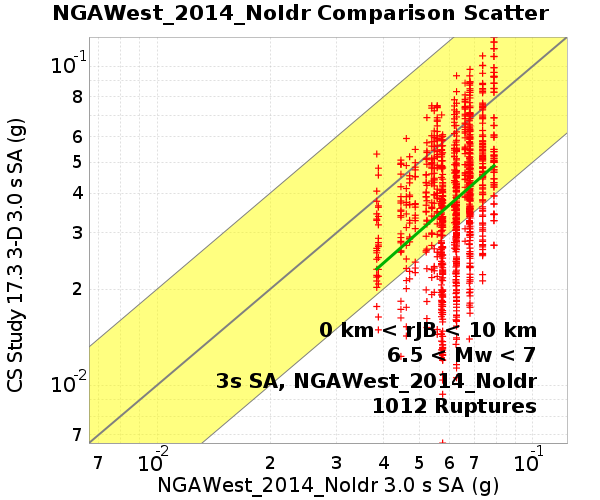 NGAWest_2014_NoIdr Comparison Scatter
10-1
8
6
5
4
3
2
10-2
7
CS Study 17.3 3-D 3.0 s SA (g)
0 km < rJB < 10 km
6.5 < Mw < 7
3s SA, NGAWest_2014_NoIdr
1012 Ruptures
7 10-2 2 3 4 5 6 7 10-1
NGAWest_2014_NoIdr 3.0 s SA (g)